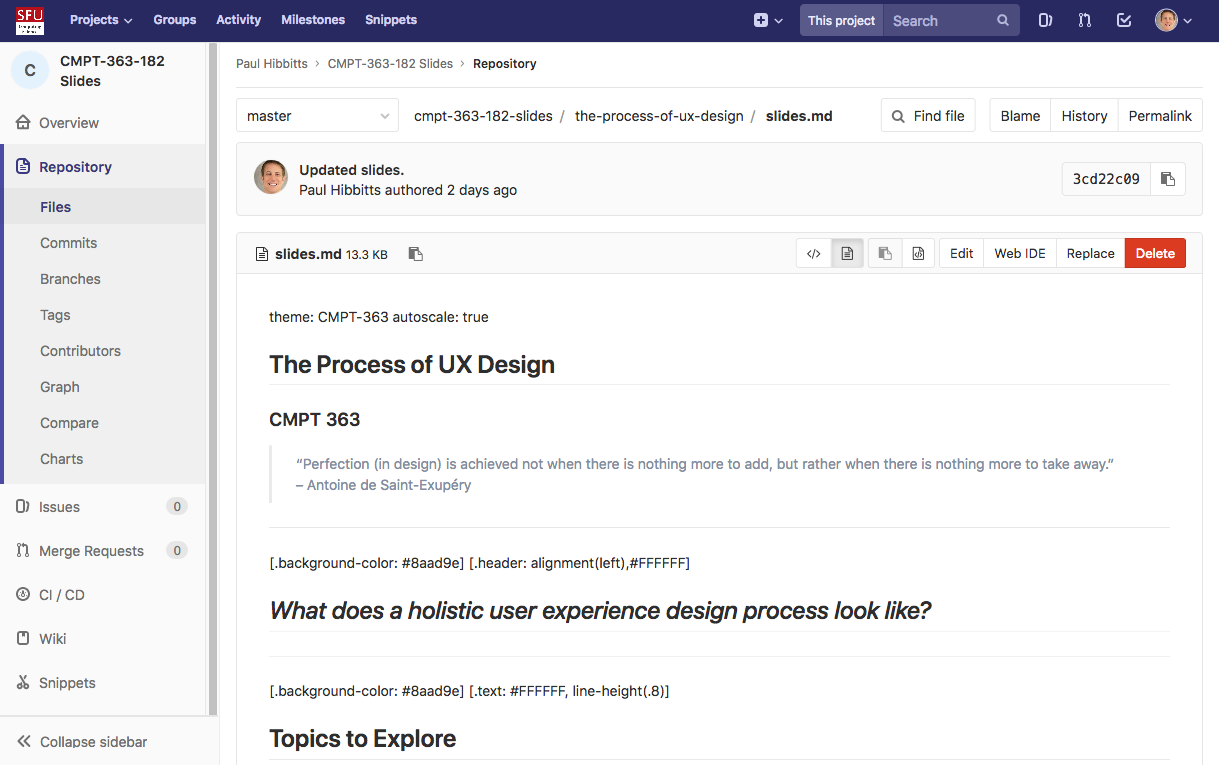 SFU
Projects Groups Activity Milestones Snippets This project Search
C CMPT-363-182 Slides
Overview
Repository
Files
Commits
Branches
Tags
Contributors
Graph
Compare
Charts
Issues 0
Merge Requests 0
CI / CD
Wiki
Snippets
Collapse sidebar
Paul Hibbitts › CMPT-363-182 Slides › Repository
master cmpt-363-182-slides / the-process-of-ux-design / slides.md Find file Blame History Permalink
Updated slides.
Paul Hibbitts authored 2 days ago
3cd22c09
slides.md 13.3 KB Edit Web IDE Replace Delete
theme: CMPT-363 autoscale: true
The Process of UX Design
CMPT 363
“Perfection (in design) is achieved not when there is nothing more to add, but rather when there is nothing more to take away.”
– Antoine de Saint-Exupéry
[.background-color: #8aad9e] [.header: alignment(left),#FFFFFF]
What does a holistic user experience design process look like?
[.background-color: #8aad9e] [.text: #FFFFFF, line-height(.8)]
Topics to Explore